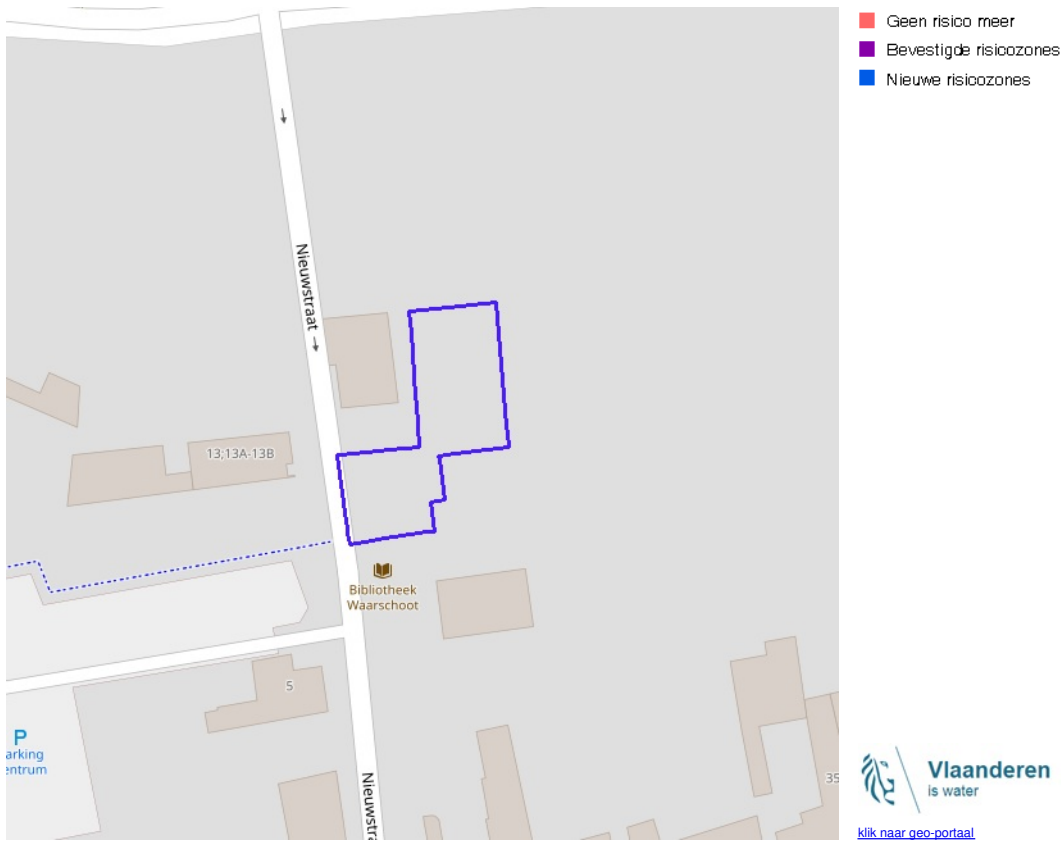 Geen risico meer
Bevestigde risicozones
Nieuwe risicozones
Nieuwstraat
13;13A-13B
Bibliotheek
Waarschoot
5
P
arking
entrum
Nieuwstra
35
Vlaanderen
is water
klik naar geo-portaal